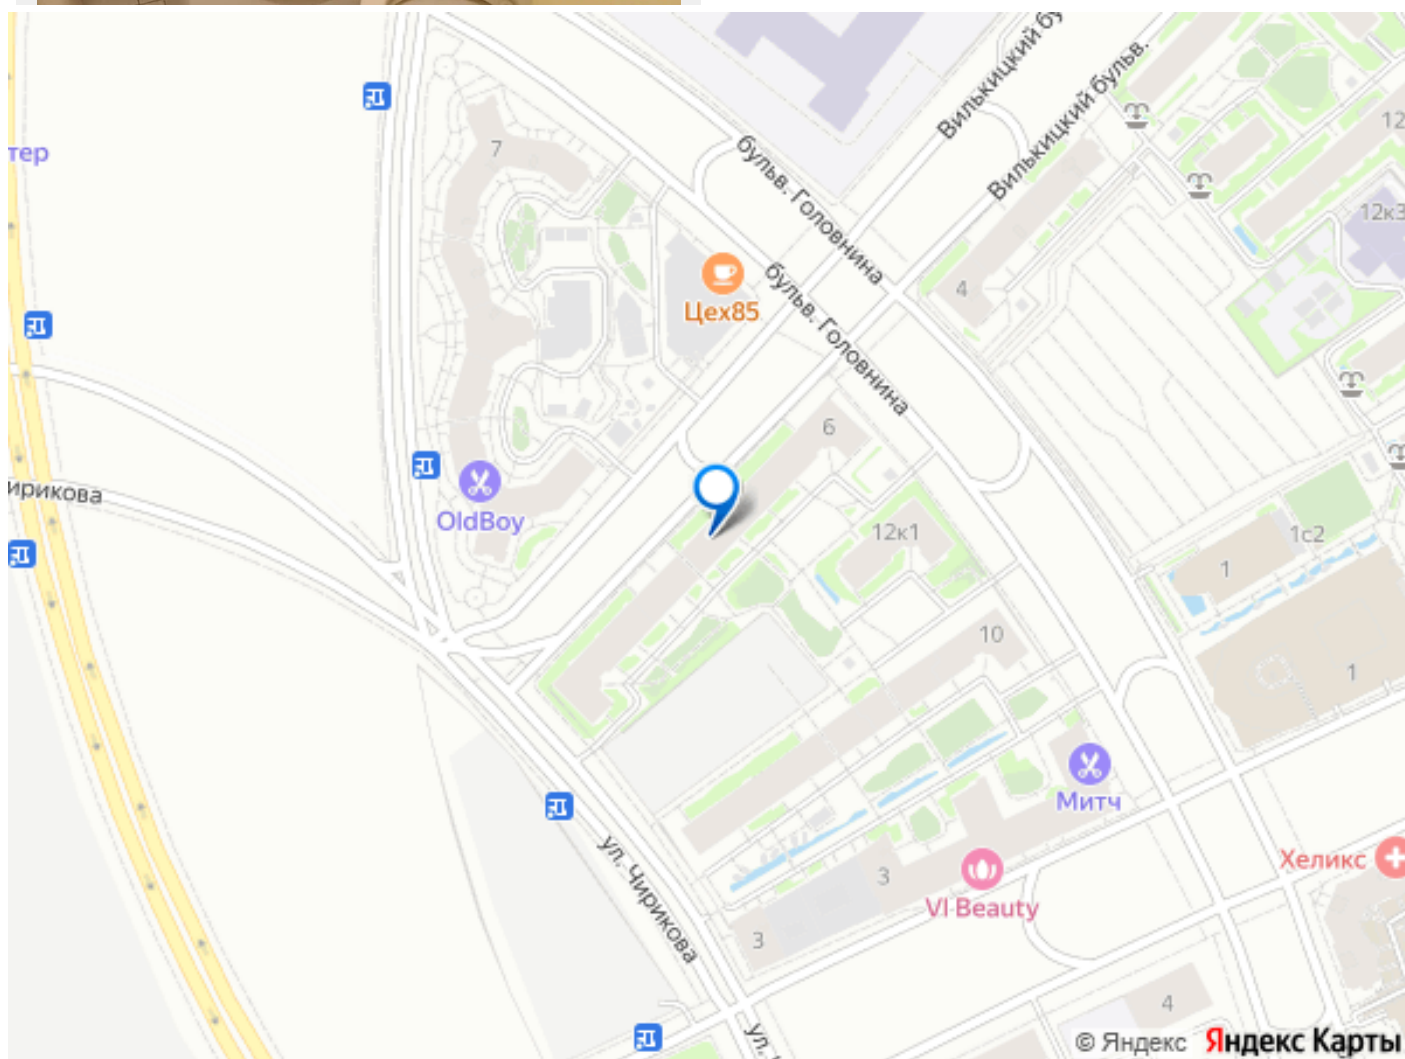 Вилькицкий бу
Вилькицкий бульв.
12
7
бульв. Головнина
тер
12к3
4
Цех85
бульв. Головнина
6
ирикова
OldBoy
12к1
1с2
1
10
1
Митч
ул. Чирикова
3
Хеликс
VI Beauty
3
4
ул.
© Яндекс Яндекс Карты